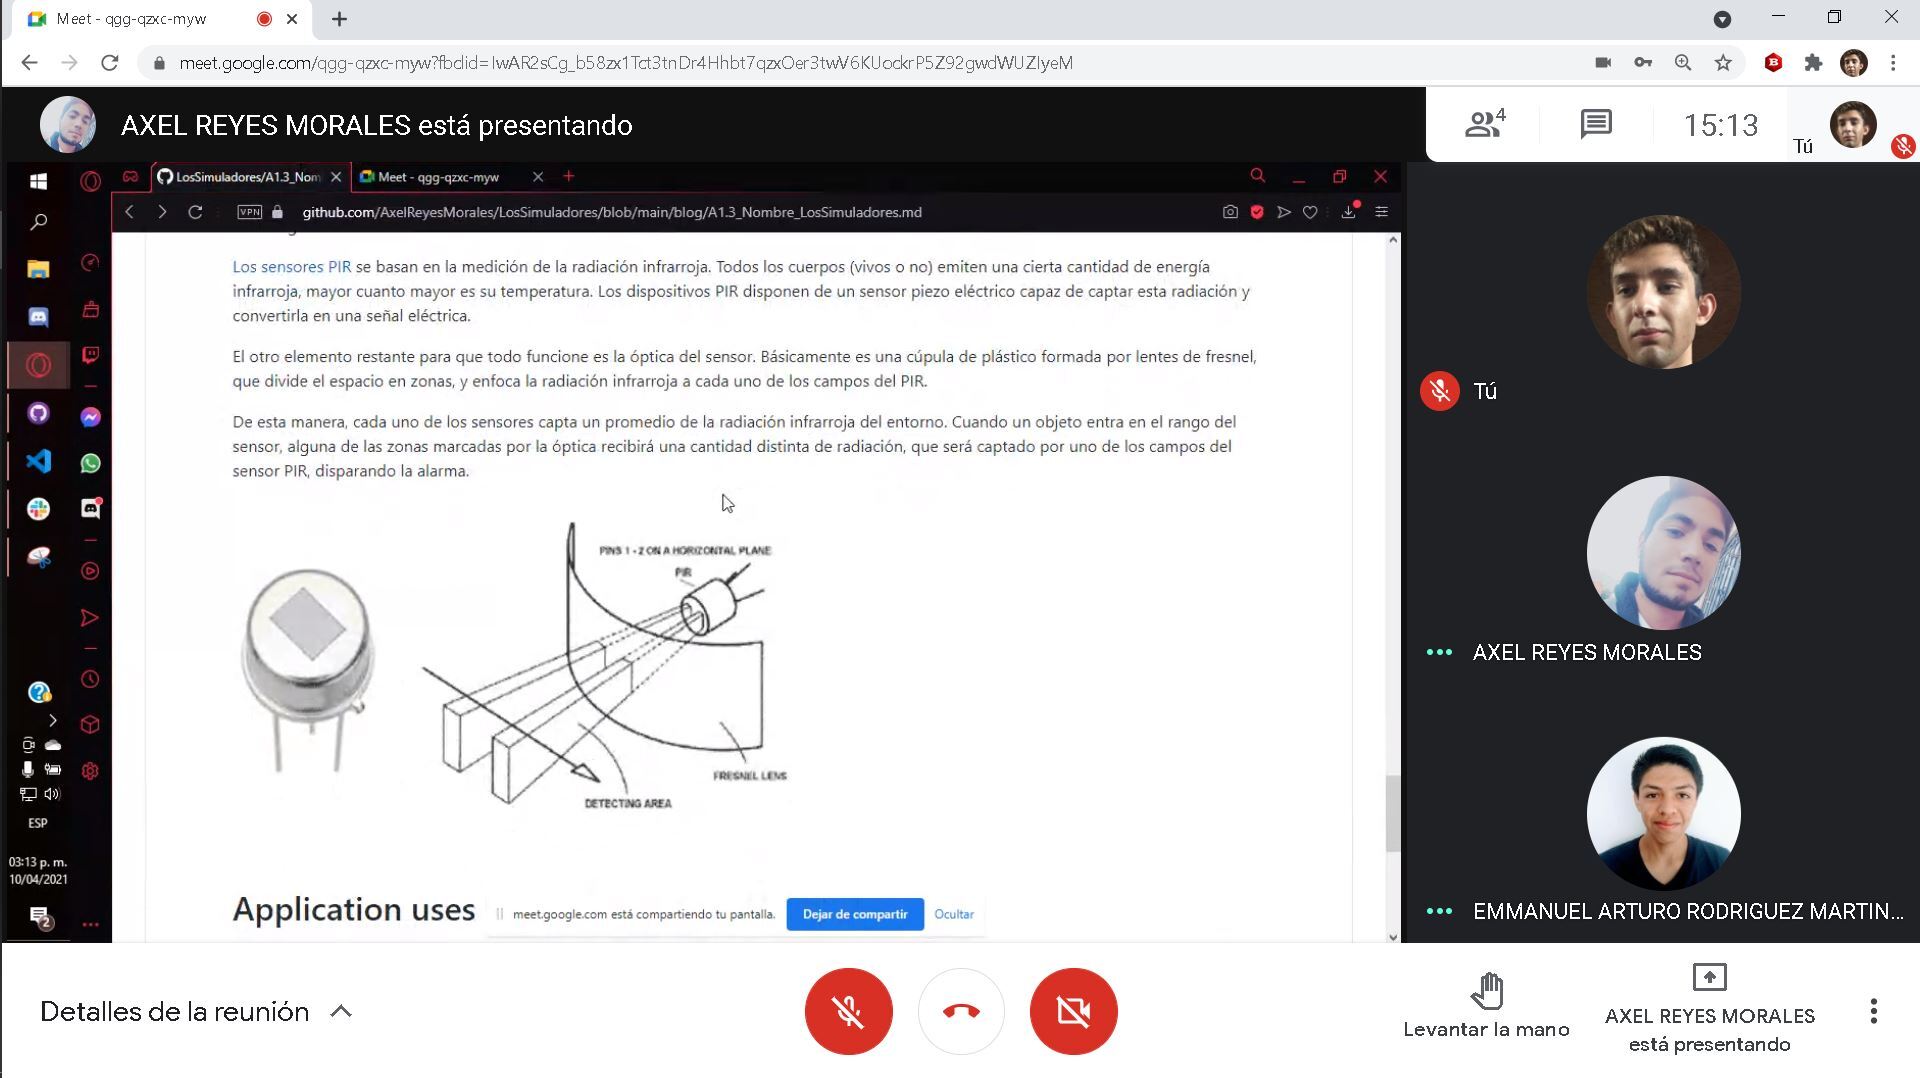 Meet - qgg-qzxc-myw
meet.google.com/qgg-qzxc-myw?fbclid=IwAR2sCg_b58zx1Tct3tnDr4Hhbt7qzxOer3twV6KUockrP5Z92gwdWUZIyeM
AXEL REYES MORALES está presentando
4
15:13
Tú
LosSimuladores/A1.3_Nom
Meet - qgg-qzxc-myw
VPN
github.com/AxelReyesMorales/LosSimuladores/blob/main/blog/A1.3_Nombre_LosSimuladores.md
Los sensores PIR se basan en la medición de la radiación infrarroja. Todos los cuerpos (vivos o no) emiten una cierta cantidad de energía
infrarroja, mayor cuanto mayor es su temperatura. Los dispositivos PIR disponen de un sensor piezo eléctrico capaz de captar esta radiación y
convertirla en una señal eléctrica.
El otro elemento restante para que todo funcione es la óptica del sensor. Básicamente es una cúpula de plástico formada por lentes de fresnel,
que divide el espacio en zonas, y enfoca la radiación infrarroja a cada uno de los campos del PIR.
De esta manera, cada uno de los sensores capta un promedio de la radiación infrarroja del entorno. Cuando un objeto entra en el rango del
sensor, alguna de las zonas marcadas por la óptica recibirá una cantidad distinta de radiación, que será captado por uno de los campos del
sensor PIR, disparando la alarma.
PINS 1 - 2 ON A HORIZONTAL PLANE
PIR
FRESNEL LENS
DETECTING AREA
Application uses
meet.google.com está compartiendo tu pantalla.
Dejar de compartir
Ocultar
ESP
03:13 p. m.
10/04/2021
2
Tú
AXEL REYES MORALES
EMMANUEL ARTURO RODRIGUEZ MARTIN...
Detalles de la reunión
Levantar la mano
AXEL REYES MORALES
está presentando